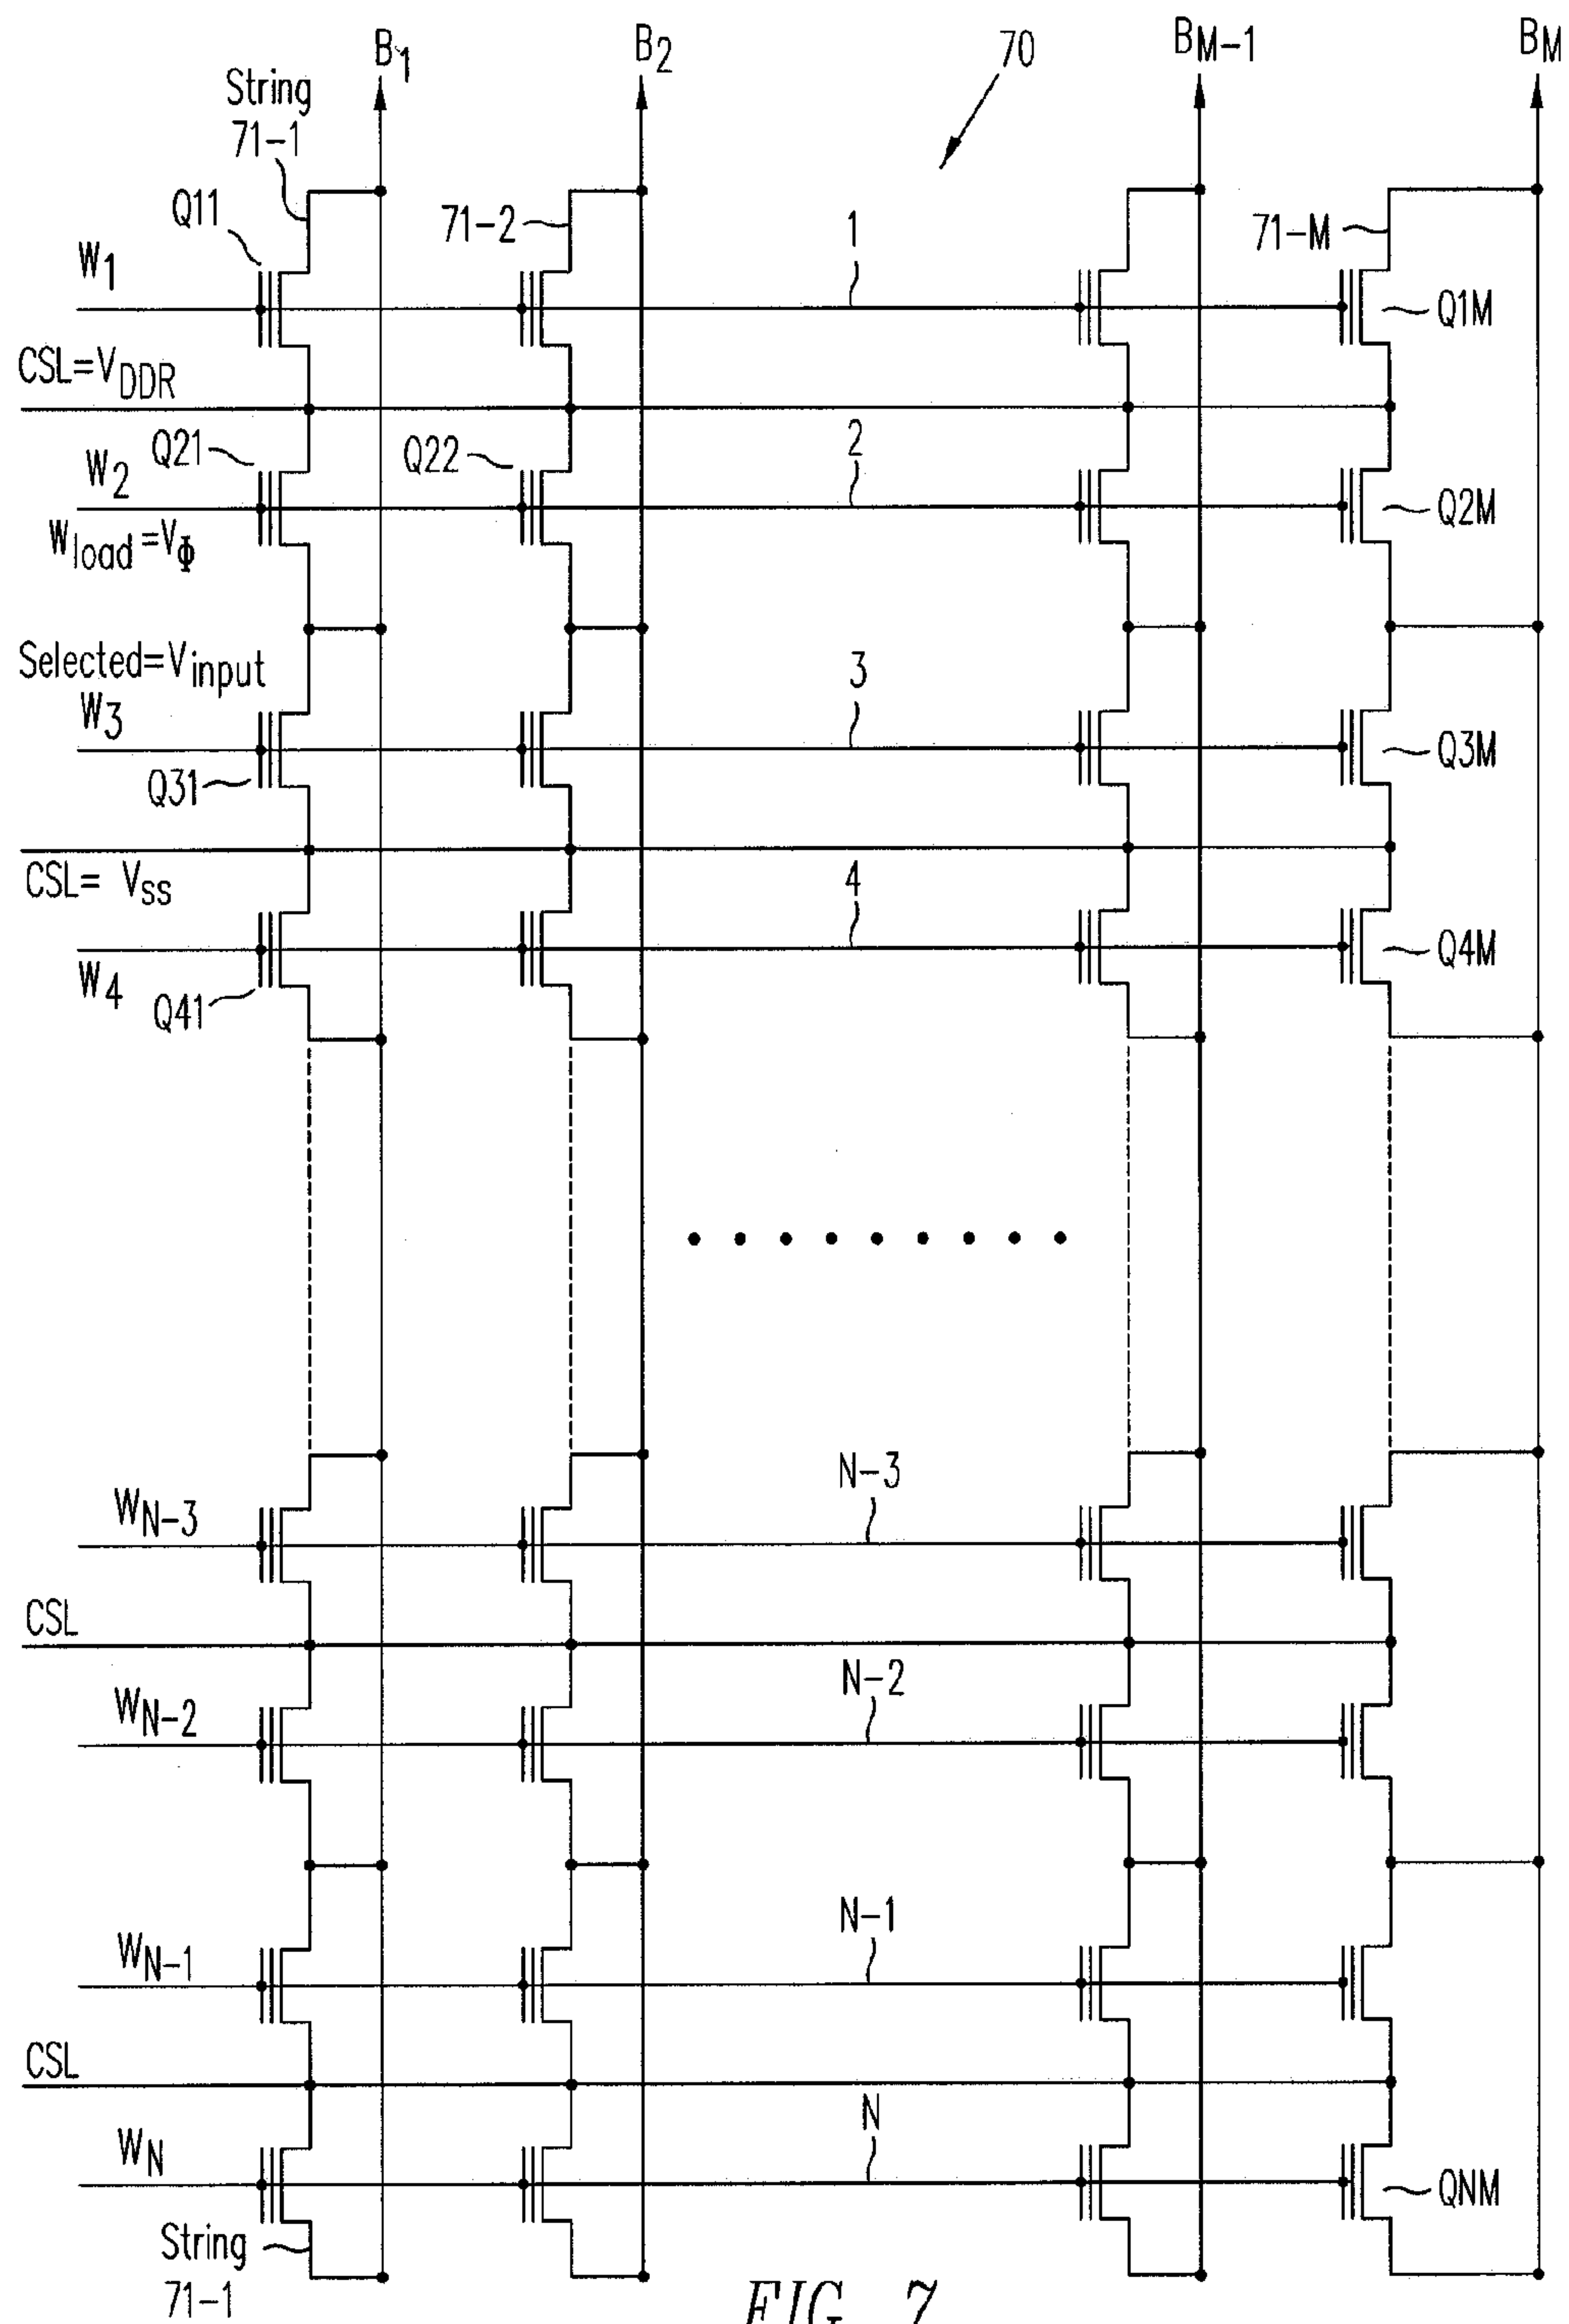 B1
B2
70
BM-1
BM
String
71-1
Q11
71-2
1
71-M
W1
Q1M
CSL=VDDR
Q21
Q22
2
W2
Q2M
Wload=VΦ
Selected=Vinput
3
W3
Q3M
Q31
CSL= VSS
4
Q4M
W4
Q41
WN-3
N-3
CSL
WN-2
N-2
WN-1
N-1
CSL
WN
N
QNM
String
71-1
FIG. 7